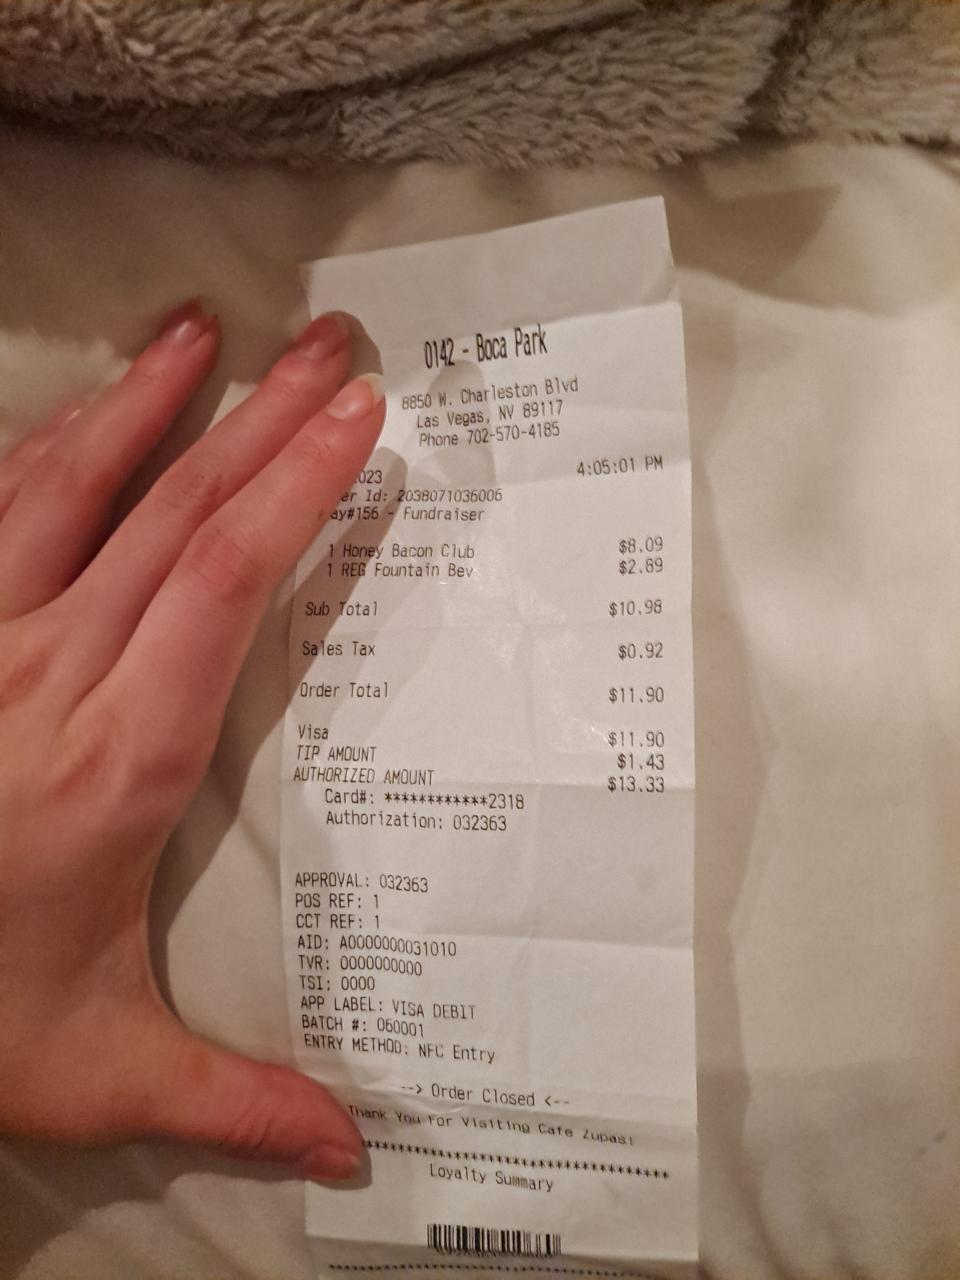 0142 - Boca Park
8850 W. Charleston Blvd
Las Vegas, NV 89117
Phone 702-570-4185
023 4:05:01 PM
er Id: 2038071036006
ay#156 - Fundraiser
1 Honey Bacon Club $8.09
1 REG Fountain Bev $2.89
Sub Total $10.98
Sales Tax $0.92
Order Total $11.90
Visa $11.90
TIP AMOUNT $1.43
AUTHORIZED AMOUNT $13.33
Card#: ************2318
Authorization: 032363
APPROVAL: 032363
POS REF: 1
CCT REF: 1
AID: A0000000031010
TVR: 0000000000
TSI: 0000
APP LABEL: VISA DEBIT
BATCH #: 060001
ENTRY METHOD: NFC Entry
--> Order Closed <--
Thank You For Visiting Cafe Zupas!
****************************************
Loyalty Summary